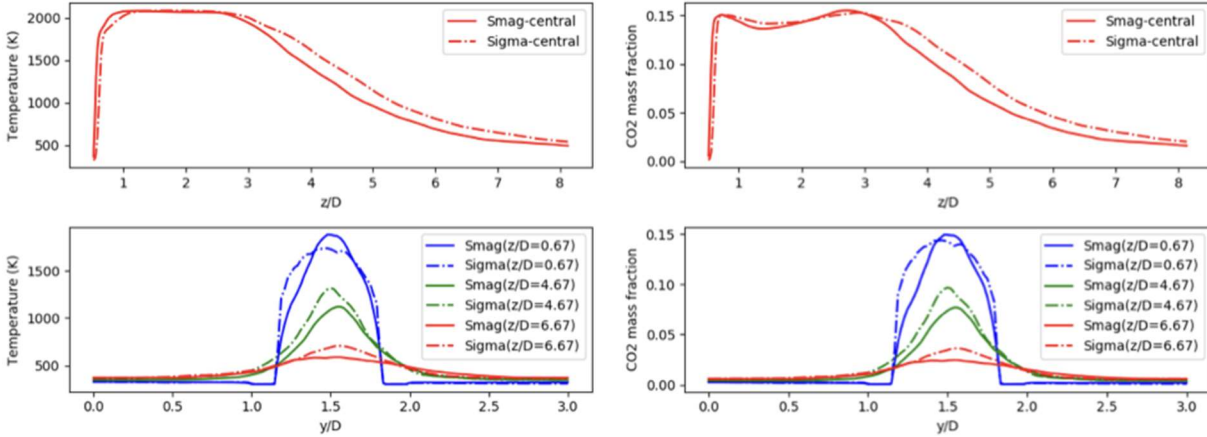 Temperature (K)
2000
1500
1000
500
1 2 3 4 5 6 7 8
z/D
Smag-central
Sigma-central
CO2 mass fraction
0.15
0.10
0.05
0.00
1 2 3 4 5 6 7 8
z/D
Smag-central
Sigma-central
Temperature (K)
1500
1000
500
0.0 0.5 1.0 1.5 2.0 2.5 3.0
y/D
Smag(z/D=0.67)
Sigma(z/D=0.67)
Smag(z/D=4.67)
Sigma(z/D=4.67)
Smag(z/D=6.67)
Sigma(z/D=6.67)
CO2 mass fraction
0.15
0.10
0.05
0.00
0.0 0.5 1.0 1.5 2.0 2.5 3.0
y/D
Smag(z/D=0.67)
Sigma(z/D=0.67)
Smag(z/D=4.67)
Sigma(z/D=4.67)
Smag(z/D=6.67)
Sigma(z/D=6.67)